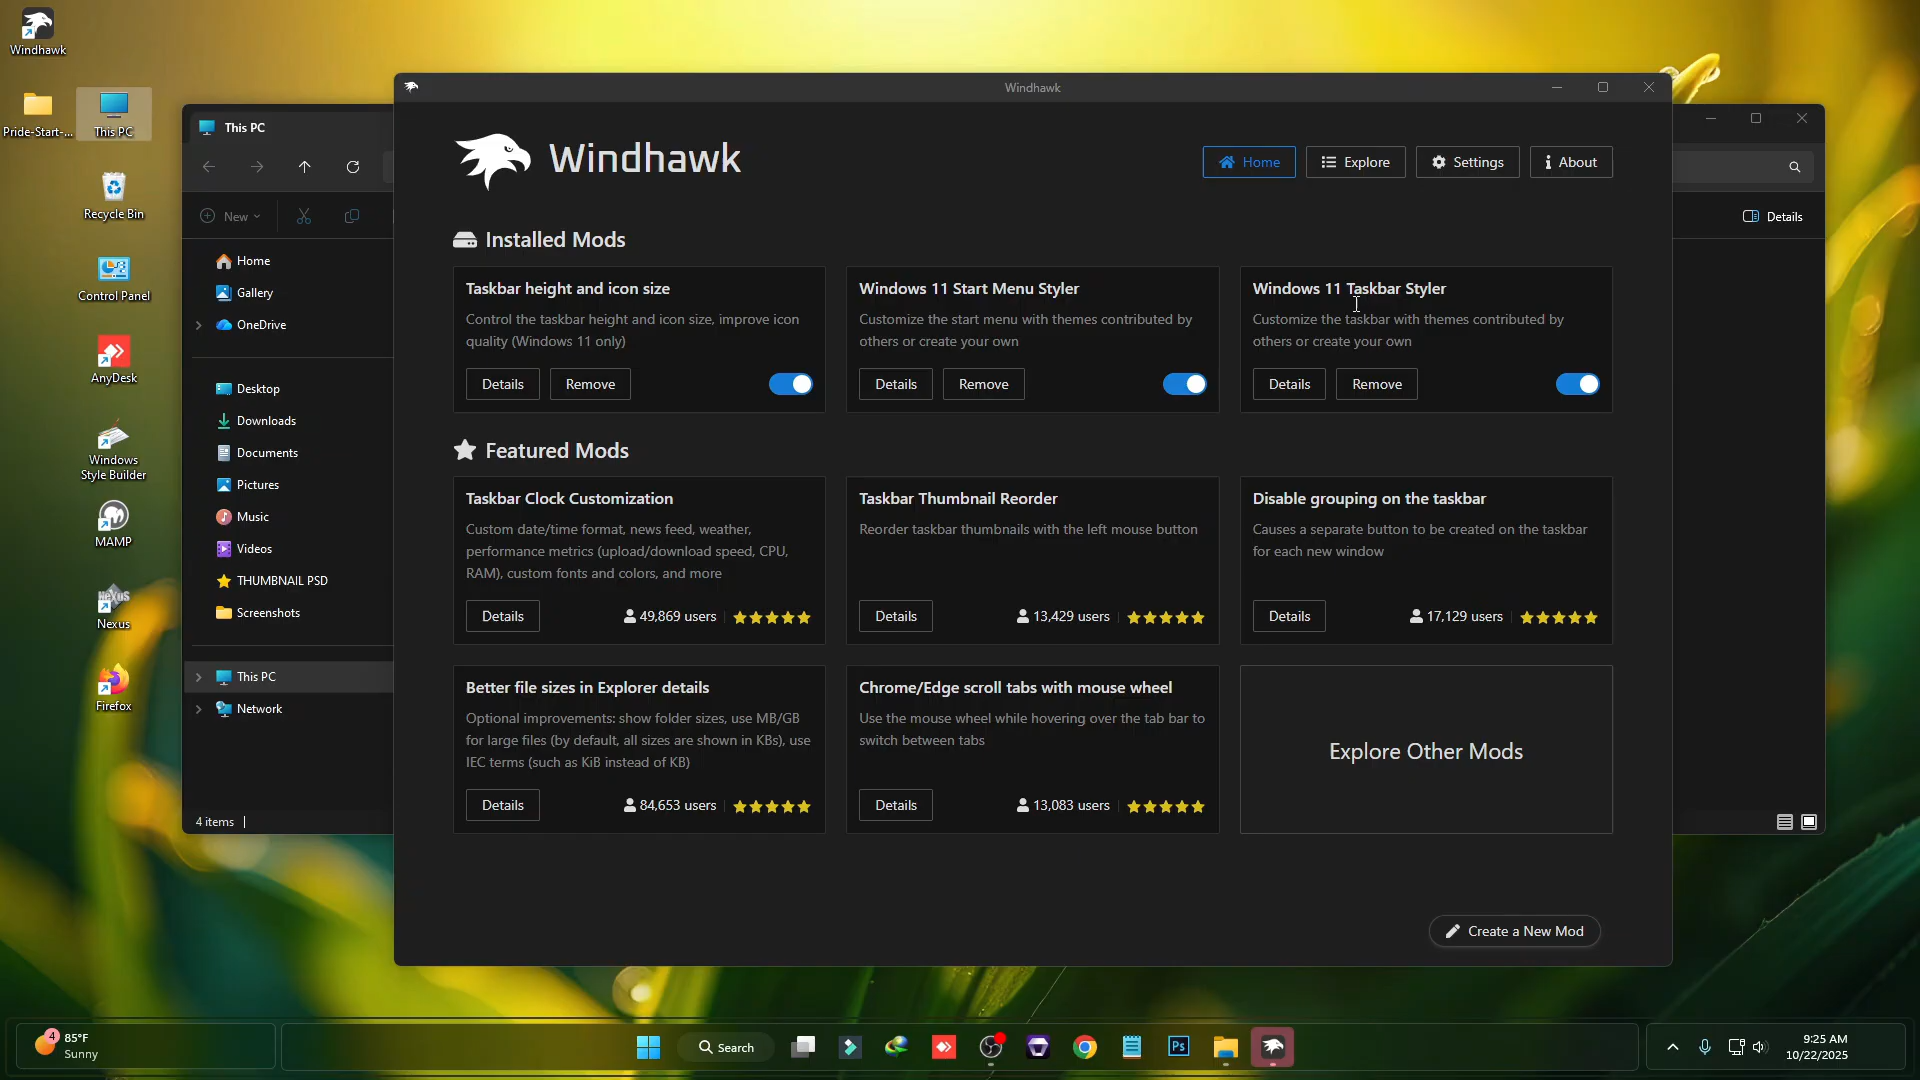 Windhawk
Pride-Start-...
This PC
Recycle Bin
Control Panel
AnyDesk
Windows
Style Builder
MAMP
Nexus
Firefox
This PC
New
Details
Home
Gallery
OneDrive
Desktop
Downloads
Documents
Pictures
Music
Videos
THUMBNAIL PSD
Screenshots
This PC
Network
4 items
Windhawk
Windhawk
Home
Explore
Settings
About
Installed Mods
Taskbar height and icon size
Control the taskbar height and icon size, improve icon
quality (Windows 11 only)
Details
Remove
Windows 11 Start Menu Styler
Customize the start menu with themes contributed by
others or create your own
Details
Remove
Windows 11 Taskbar Styler
Customize the taskbar with themes contributed by
others or create your own
Details
Remove
Featured Mods
Taskbar Clock Customization
Custom date/time format, news feed, weather,
performance metrics (upload/download speed, CPU,
RAM), custom fonts and colors, and more
Details
49,869 users
Taskbar Thumbnail Reorder
Reorder taskbar thumbnails with the left mouse button
Details
13,429 users
Disable grouping on the taskbar
Causes a separate button to be created on the taskbar
for each new window
Details
17,129 users
Better file sizes in Explorer details
Optional improvements: show folder sizes, use MB/GB
for large files (by default, all sizes are shown in KBs), use
IEC terms (such as KiB instead of KB)
Details
84,653 users
Chrome/Edge scroll tabs with mouse wheel
Use the mouse wheel while hovering over the tab bar to
switch between tabs
Details
13,083 users
Explore Other Mods
Create a New Mod
4
85°F
Sunny
Search
Ps
9:25 AM
10/22/2025